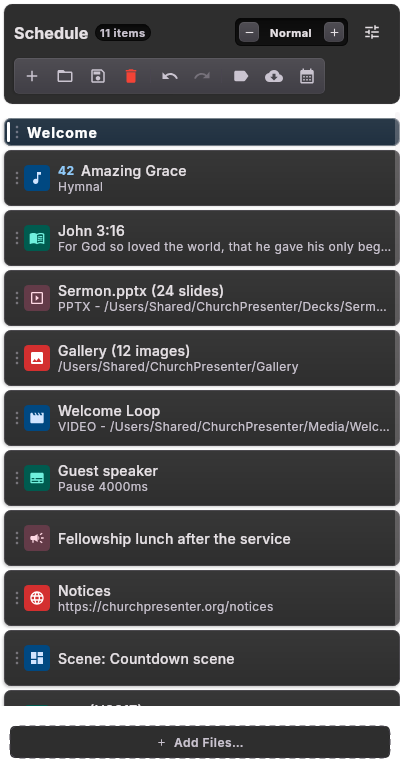 Schedule 11 items
Normal
Welcome
42 Amazing Grace
Hymnal
John 3:16
For God so loved the world, that he gave his only beg...
Sermon.pptx (24 slides)
PPTX - /Users/Shared/ChurchPresenter/Decks/Serm...
Gallery (12 images)
/Users/Shared/ChurchPresenter/Gallery
Welcome Loop
VIDEO - /Users/Shared/ChurchPresenter/Media/Welc...
Guest speaker
Pause 4000ms
Fellowship lunch after the service
Notices
https://churchpresenter.org/notices
Scene: Countdown scene
Add Files...